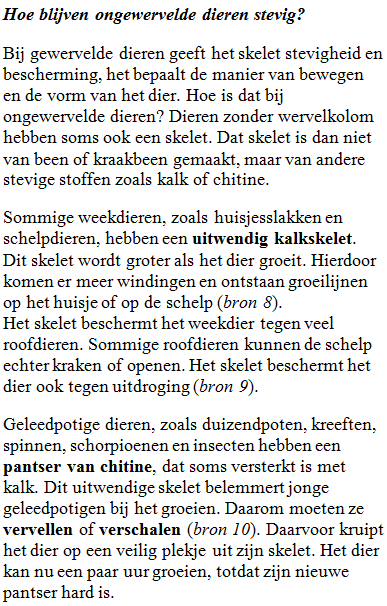 Hoe blijven ongewervelde dieren stevig?
Bij gewervelde dieren geeft het skelet stevigheid en
bescherming, het bepaalt de manier van bewegen
en de vorm van het dier. Hoe is dat bij
ongewervelde dieren? Dieren zonder wervelkolom
hebben soms ook een skelet. Dat skelet is dan niet
van been of kraakbeen gemaakt, maar van andere
stevige stoffen zoals kalk of chitine.
Sommige weekdieren, zoals huisjesslakken en
schelpdieren, hebben een uitwendig kalkskelet.
Dit skelet wordt groter als het dier groeit. Hierdoor
komen er meer windingen en ontstaan groeilijnen
op het huisje of op de schelp (bron 8).
Het skelet beschermt het weekdier tegen veel
roofdieren. Sommige roofdieren kunnen de schelp
echter kraken of openen. Het skelet beschermt het
dier ook tegen uitdroging (bron 9).
Geleedpotige dieren, zoals duizendpoten, kreeften,
spinnen, schorpioenen en insecten hebben een
pantser van chitine, dat soms versterkt is met
kalk. Dit uitwendige skelet belemmert jonge
geleedpotigen bij het groeien. Daarom moeten ze
vervellen of verschalen (bron 10). Daarvoor kruipt
het dier op een veilig plekje uit zijn skelet. Het dier
kan nu een paar uur groeien, totdat zijn nieuwe
pantser hard is.